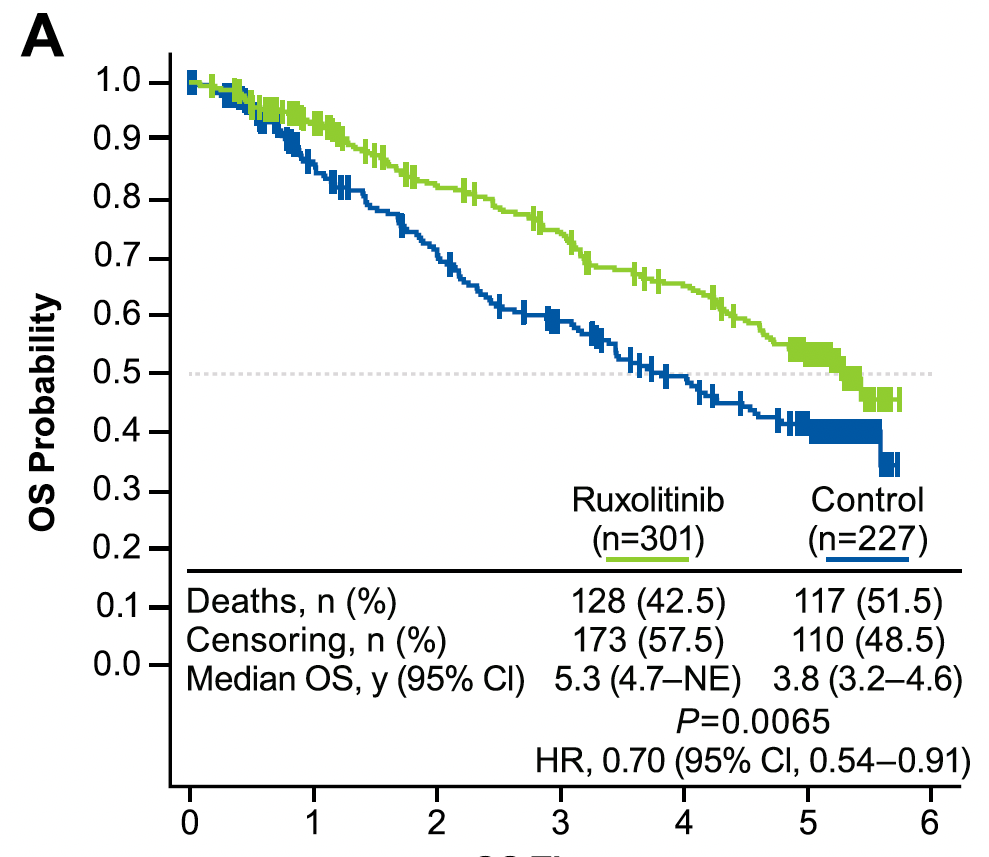 A
OS Probability
1.0
0.9
0.8
0.7
0.6
0.5
0.4
0.3
0.2
0.1
0.0
Ruxolitinib Control
(n=301) (n=227)
Deaths, n (%) 128 (42.5) 117 (51.5)
Censoring, n (%) 173 (57.5) 110 (48.5)
Median OS, y (95% CI) 5.3 (4.7–NE) 3.8 (3.2–4.6)
P=0.0065
HR, 0.70 (95% CI, 0.54–0.91)
0 1 2 3 4 5 6